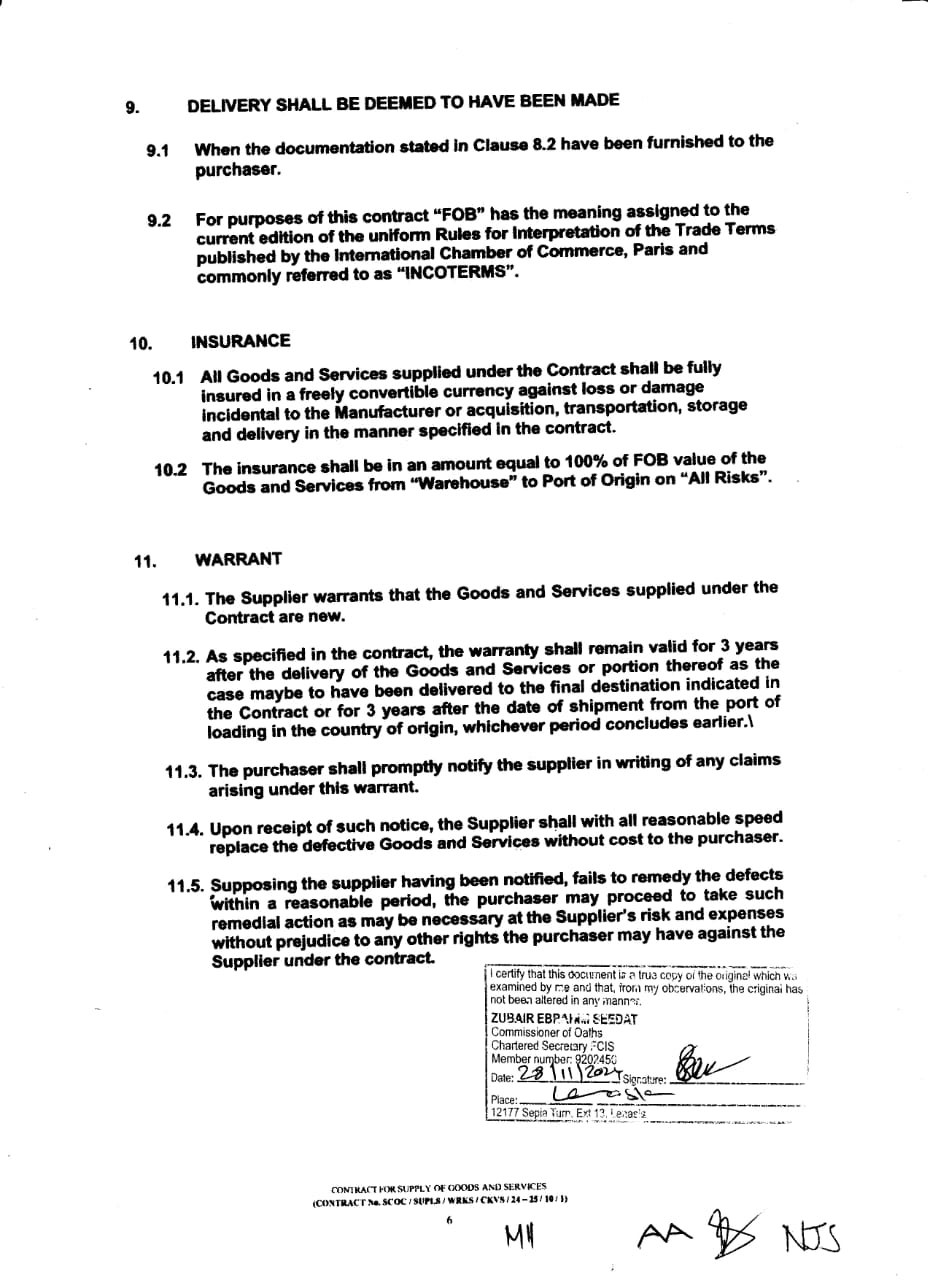 9. DELIVERY SHALL BE DEEMED TO HAVE BEEN MADE
9.1 When the documentation stated in Clause 8.2 have been furnished to the
purchaser.
9.2 For purposes of this contract “FOB” has the meaning assigned to the
current edition of the uniform Rules for Interpretation of the Trade Terms
published by the International Chamber of Commerce, Paris and
commonly referred to as “INCOTERMS”.
10. INSURANCE
10.1 All Goods and Services supplied under the Contract shall be fully
insured in a freely convertible currency against loss or damage
incidental to the Manufacturer or acquisition, transportation, storage
and delivery in the manner specified in the contract.
10.2 The insurance shall be in an amount equal to 100% of FOB value of the
Goods and Services from “Warehouse” to Port of Origin on “All Risks”.
11. WARRANT
11.1. The Supplier warrants that the Goods and Services supplied under the
Contract are new.
11.2. As specified in the contract, the warranty shall remain valid for 3 years
after the delivery of the Goods and Services or portion thereof as the
case maybe to have been delivered to the final destination indicated in
the Contract or for 3 years after the date of shipment from the port of
loading in the country of origin, whichever period concludes earlier.\
11.3. The purchaser shall promptly notify the supplier in writing of any claims
arising under this warrant.
11.4. Upon receipt of such notice, the Supplier shall with all reasonable speed
replace the defective Goods and Services without cost to the purchaser.
11.5. Supposing the supplier having been notified, fails to remedy the defects
within a reasonable period, the purchaser may proceed to take such
remedial action as may be necessary at the Supplier's risk and expenses
without prejudice to any other rights the purchaser may have against the
Supplier under the contract.
I certify that this document is a true copy of the original which was
examined by me and that, from my observations, the original has
not been altered in any manner.
ZUBAIR SEEDAT
Commissioner of Oaths
Chartered Secretary FCIS
Member number: 9202450
Date: 28/11/2024 Signature:
Place:
12177 Sepia Turn, Ext 13,
CONTRACT FOR SUPPLY OF GOODS AND SERVICES
(CONTRACT No. SCOC / SUPLS / WRKS / CKVS / 24 – 25 / 10 / 1)
6
MH AA NJS